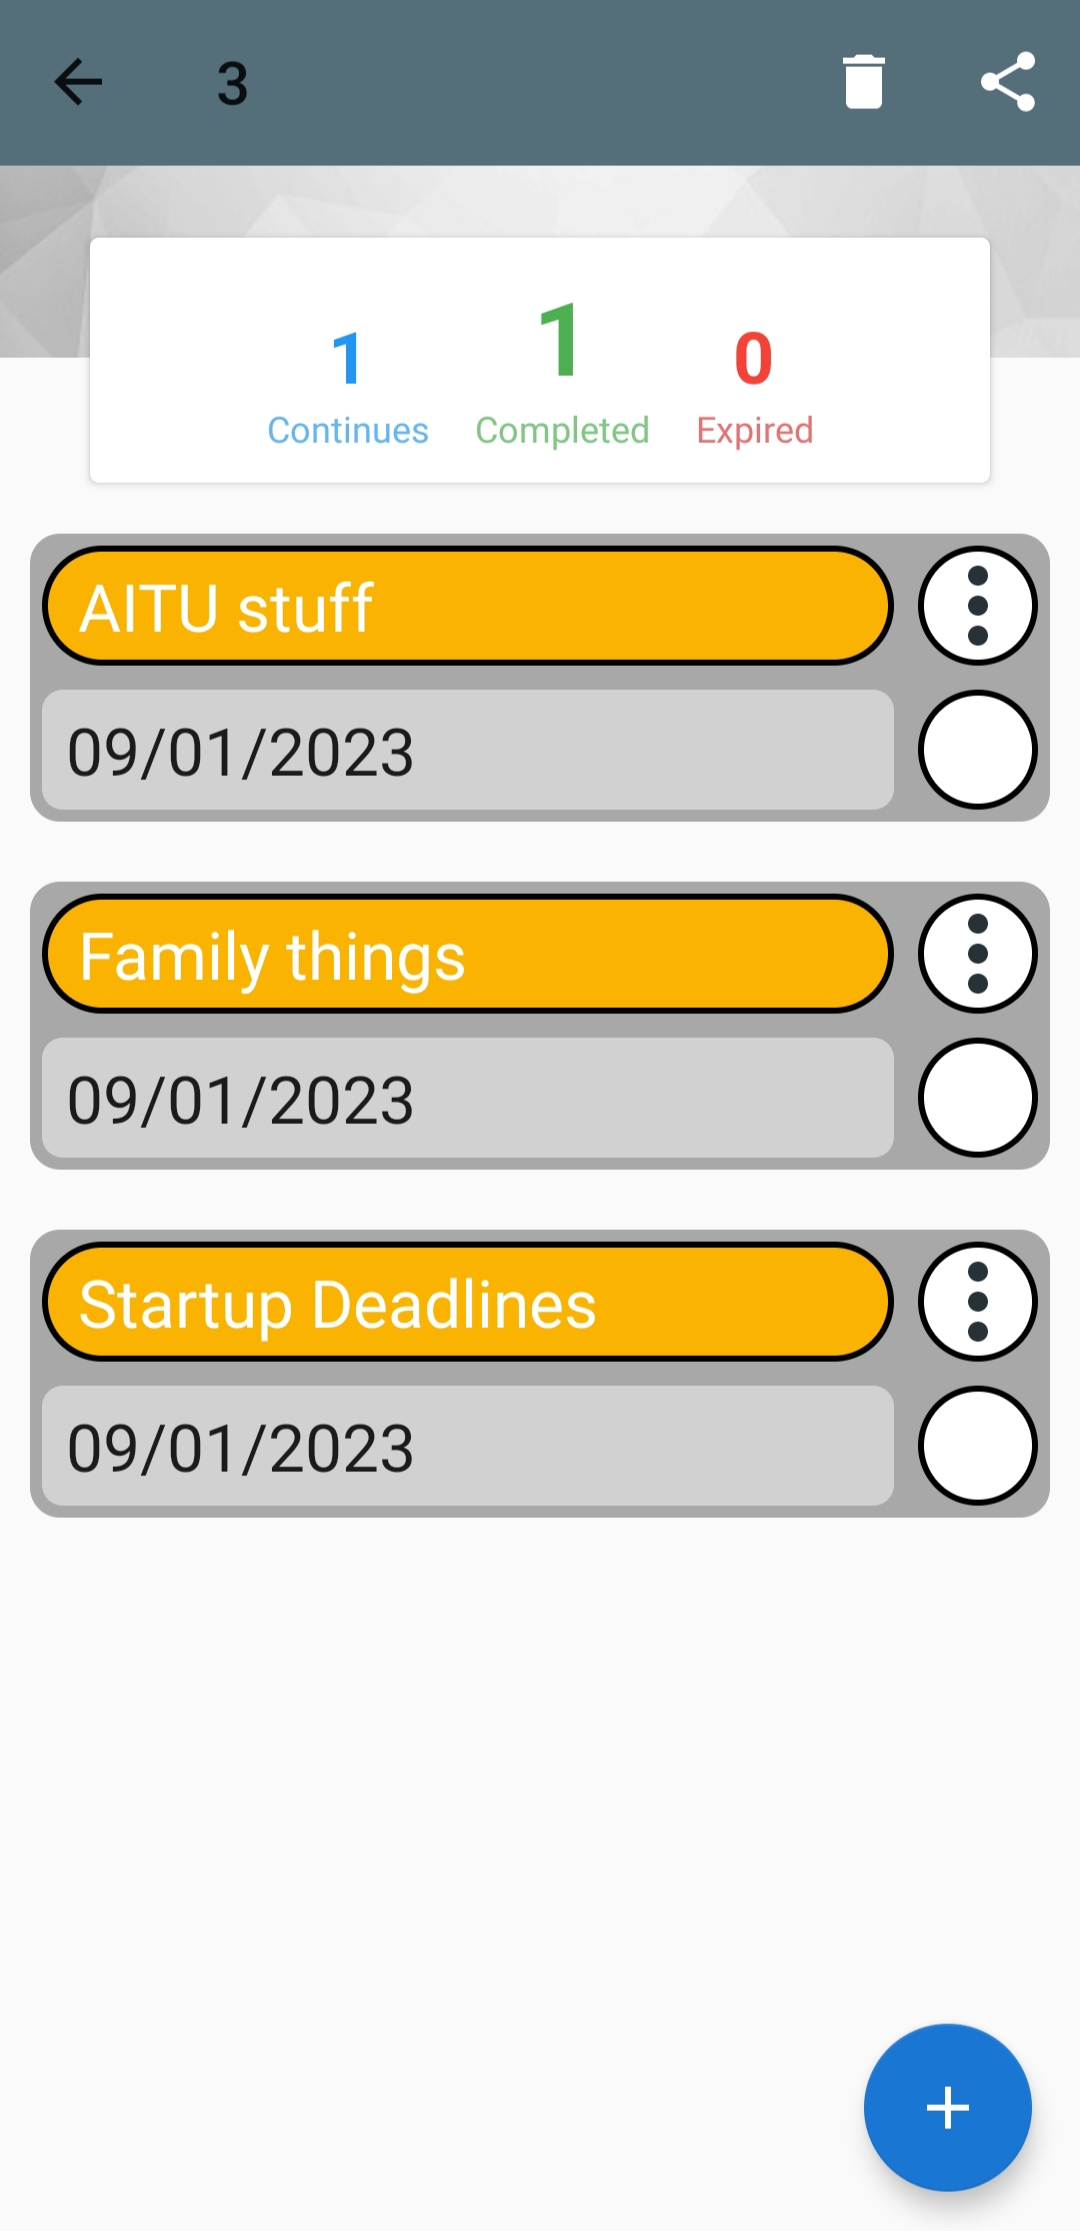 3
1 1 0
Continues Completed Expired
AITU stuff
09/01/2023
Family things
09/01/2023
Startup Deadlines
09/01/2023